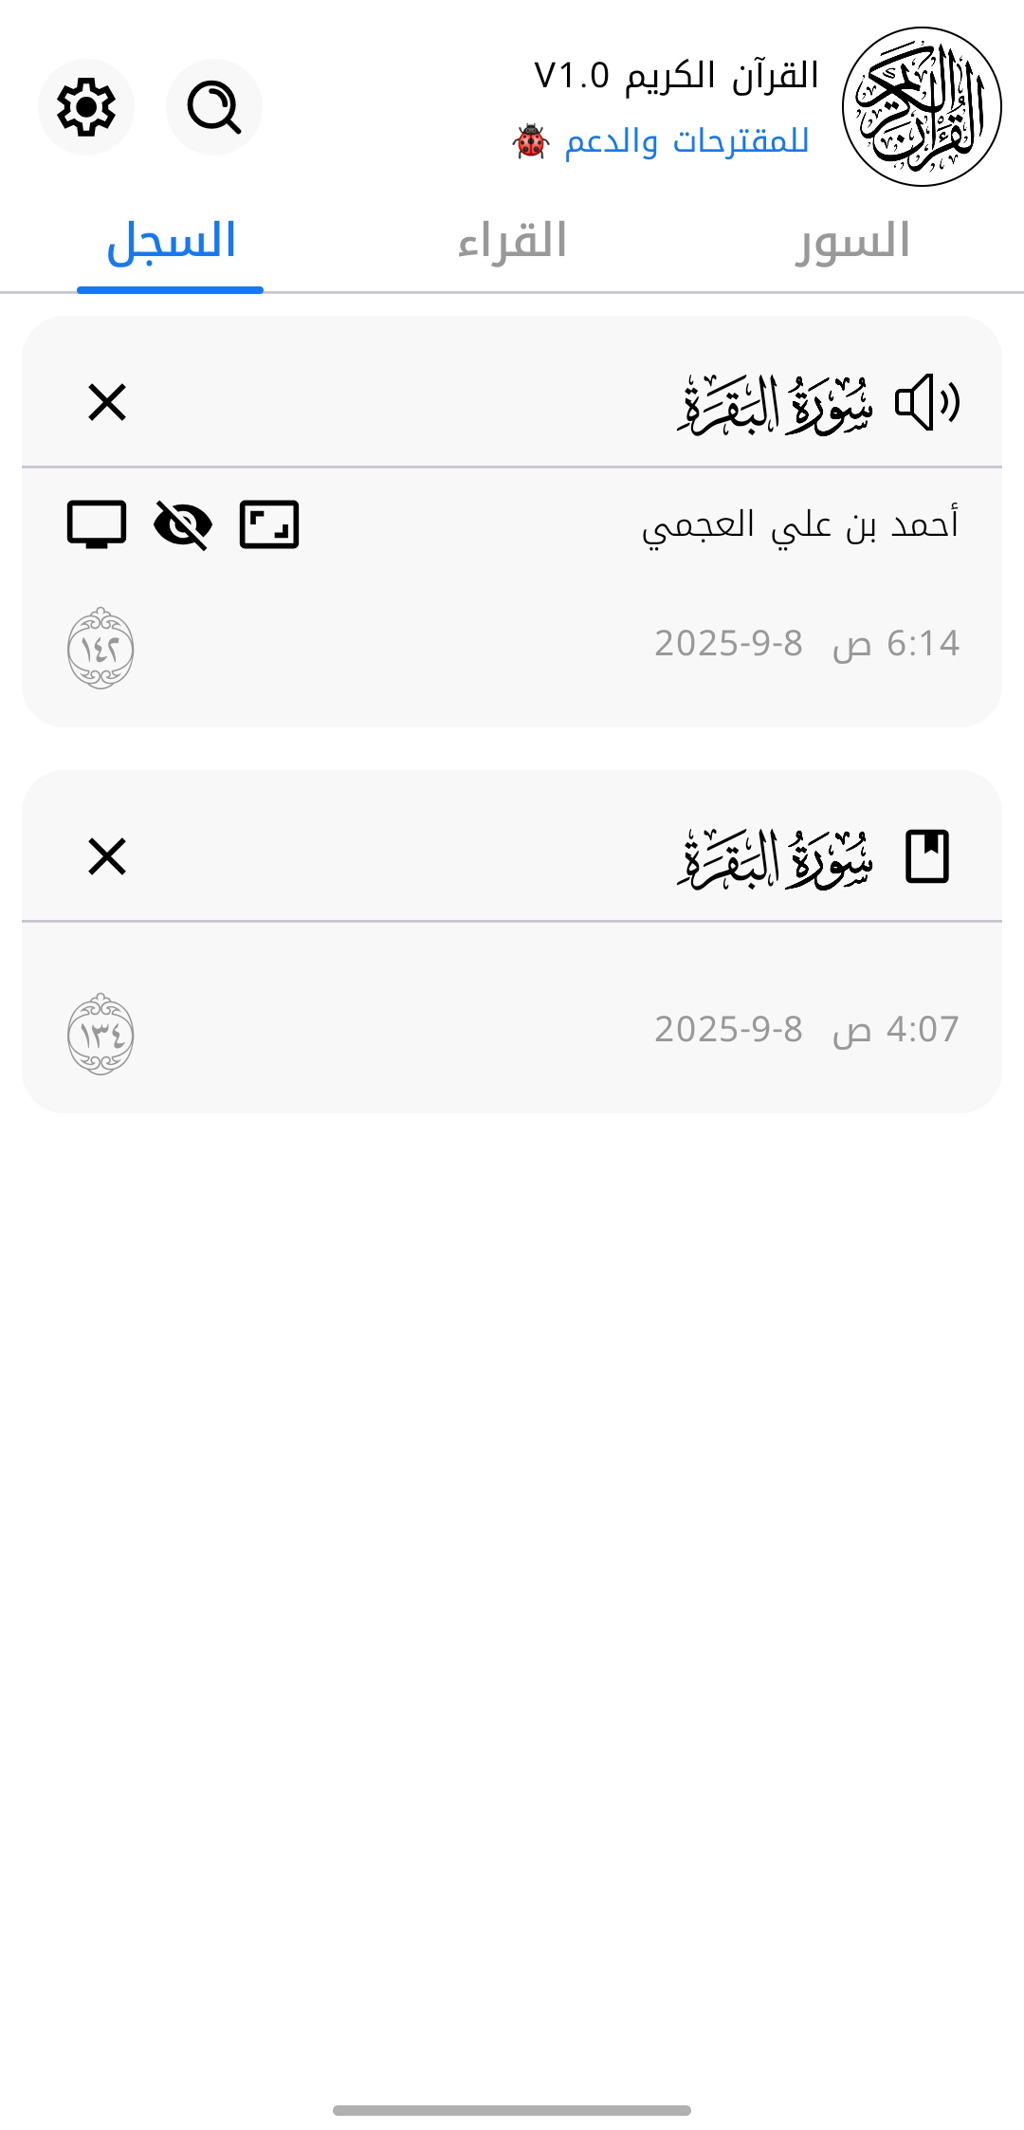 القرآن الكريم V1.0
للمقترحات والدعم
القرآن الكريم
السور
القراء
السجل
سُورَةُ البَقَرَةِ
أحمد بن علي العجمي
6:14 ص 2025-9-8
١٤٢
سُورَةُ البَقَرَةِ
4:07 ص 2025-9-8
١٣٤